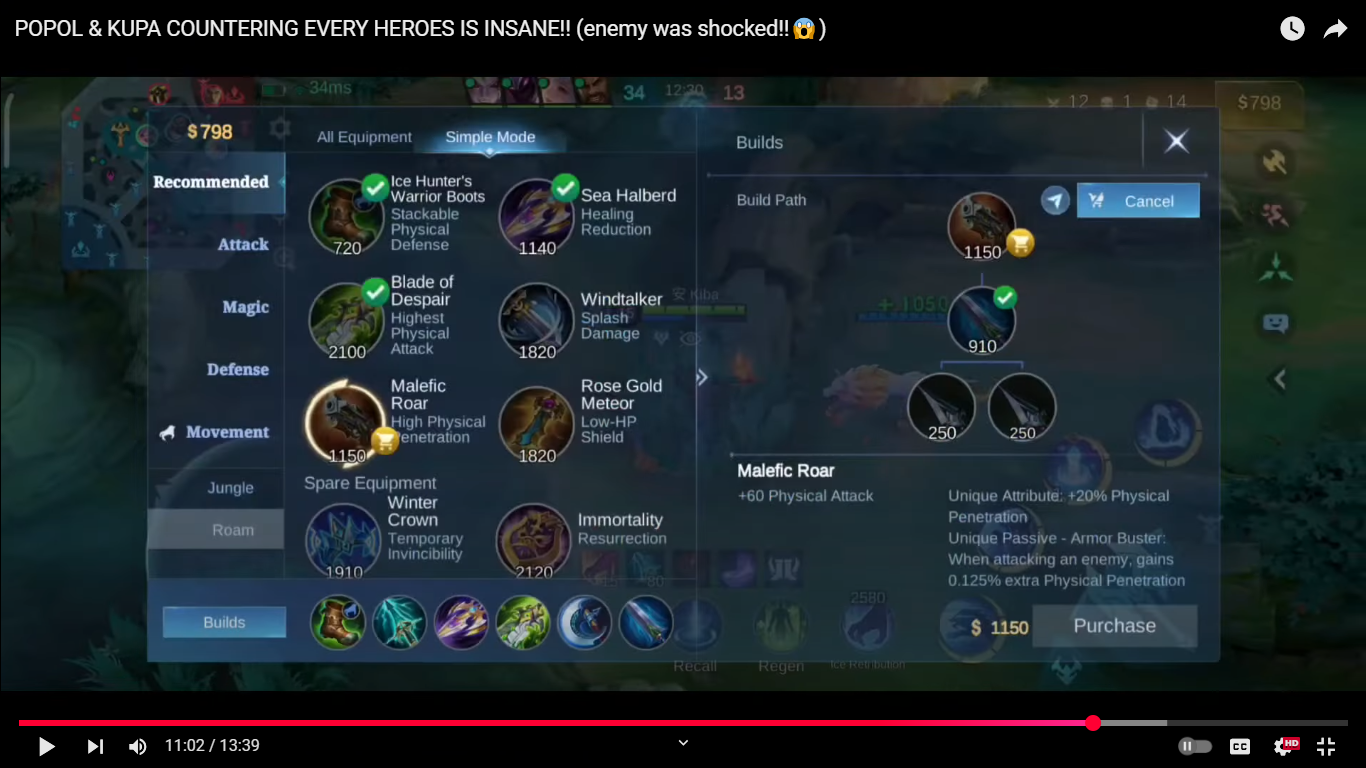 POPOL & KUPA COUNTERING EVERY HEROES IS INSANE!! (enemy was shocked!!😱)
34ms
34 12:30 13
12 1 14
$798
$798
All Equipment
Simple Mode
Recommended
Attack
Magic
Defense
Movement
Jungle
Roam
Builds
Ice Hunter's
Warrior Boots
Stackable
Physical
Defense
720
Sea Halberd
Healing
Reduction
1140
Blade of
Despair
Highest
Physical
Attack
2100
Windtalker
Splash
Damage
1820
Malefic
Roar
High Physical
Penetration
1150
Rose Gold
Meteor
Low-HP
Shield
1820
Spare Equipment
Winter
Crown
Temporary
Invincibility
1910
Immortality
Resurrection
2120
Builds
Build Path
Cancel
1150
910
250
250
Kiba
+1050
Malefic Roar
+60 Physical Attack
Unique Attribute: +20% Physical
Penetration
Unique Passive - Armor Buster:
When attacking an enemy, gains
0.125% extra Physical Penetration
$ 1150
Purchase
2580
Recall
Regen
Ice Retribution
11:02 / 13:39
CC
HD